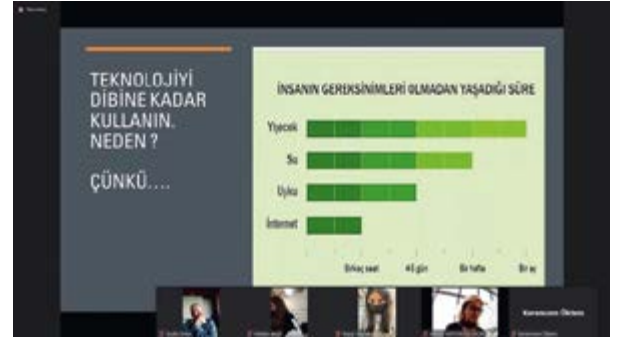 TEKNOLOJİYİ
DİBİNE KADAR
KULLANIN.
NEDEN ?
ÇÜNKÜ....
İNSANIN GEREKSİNİMLERİ OLMADAN YAŞADIĞI SÜRE
Yiyecek
Su
Uyku
İnternet
Birkaç saat
gün
Bir hafta
Bir ay